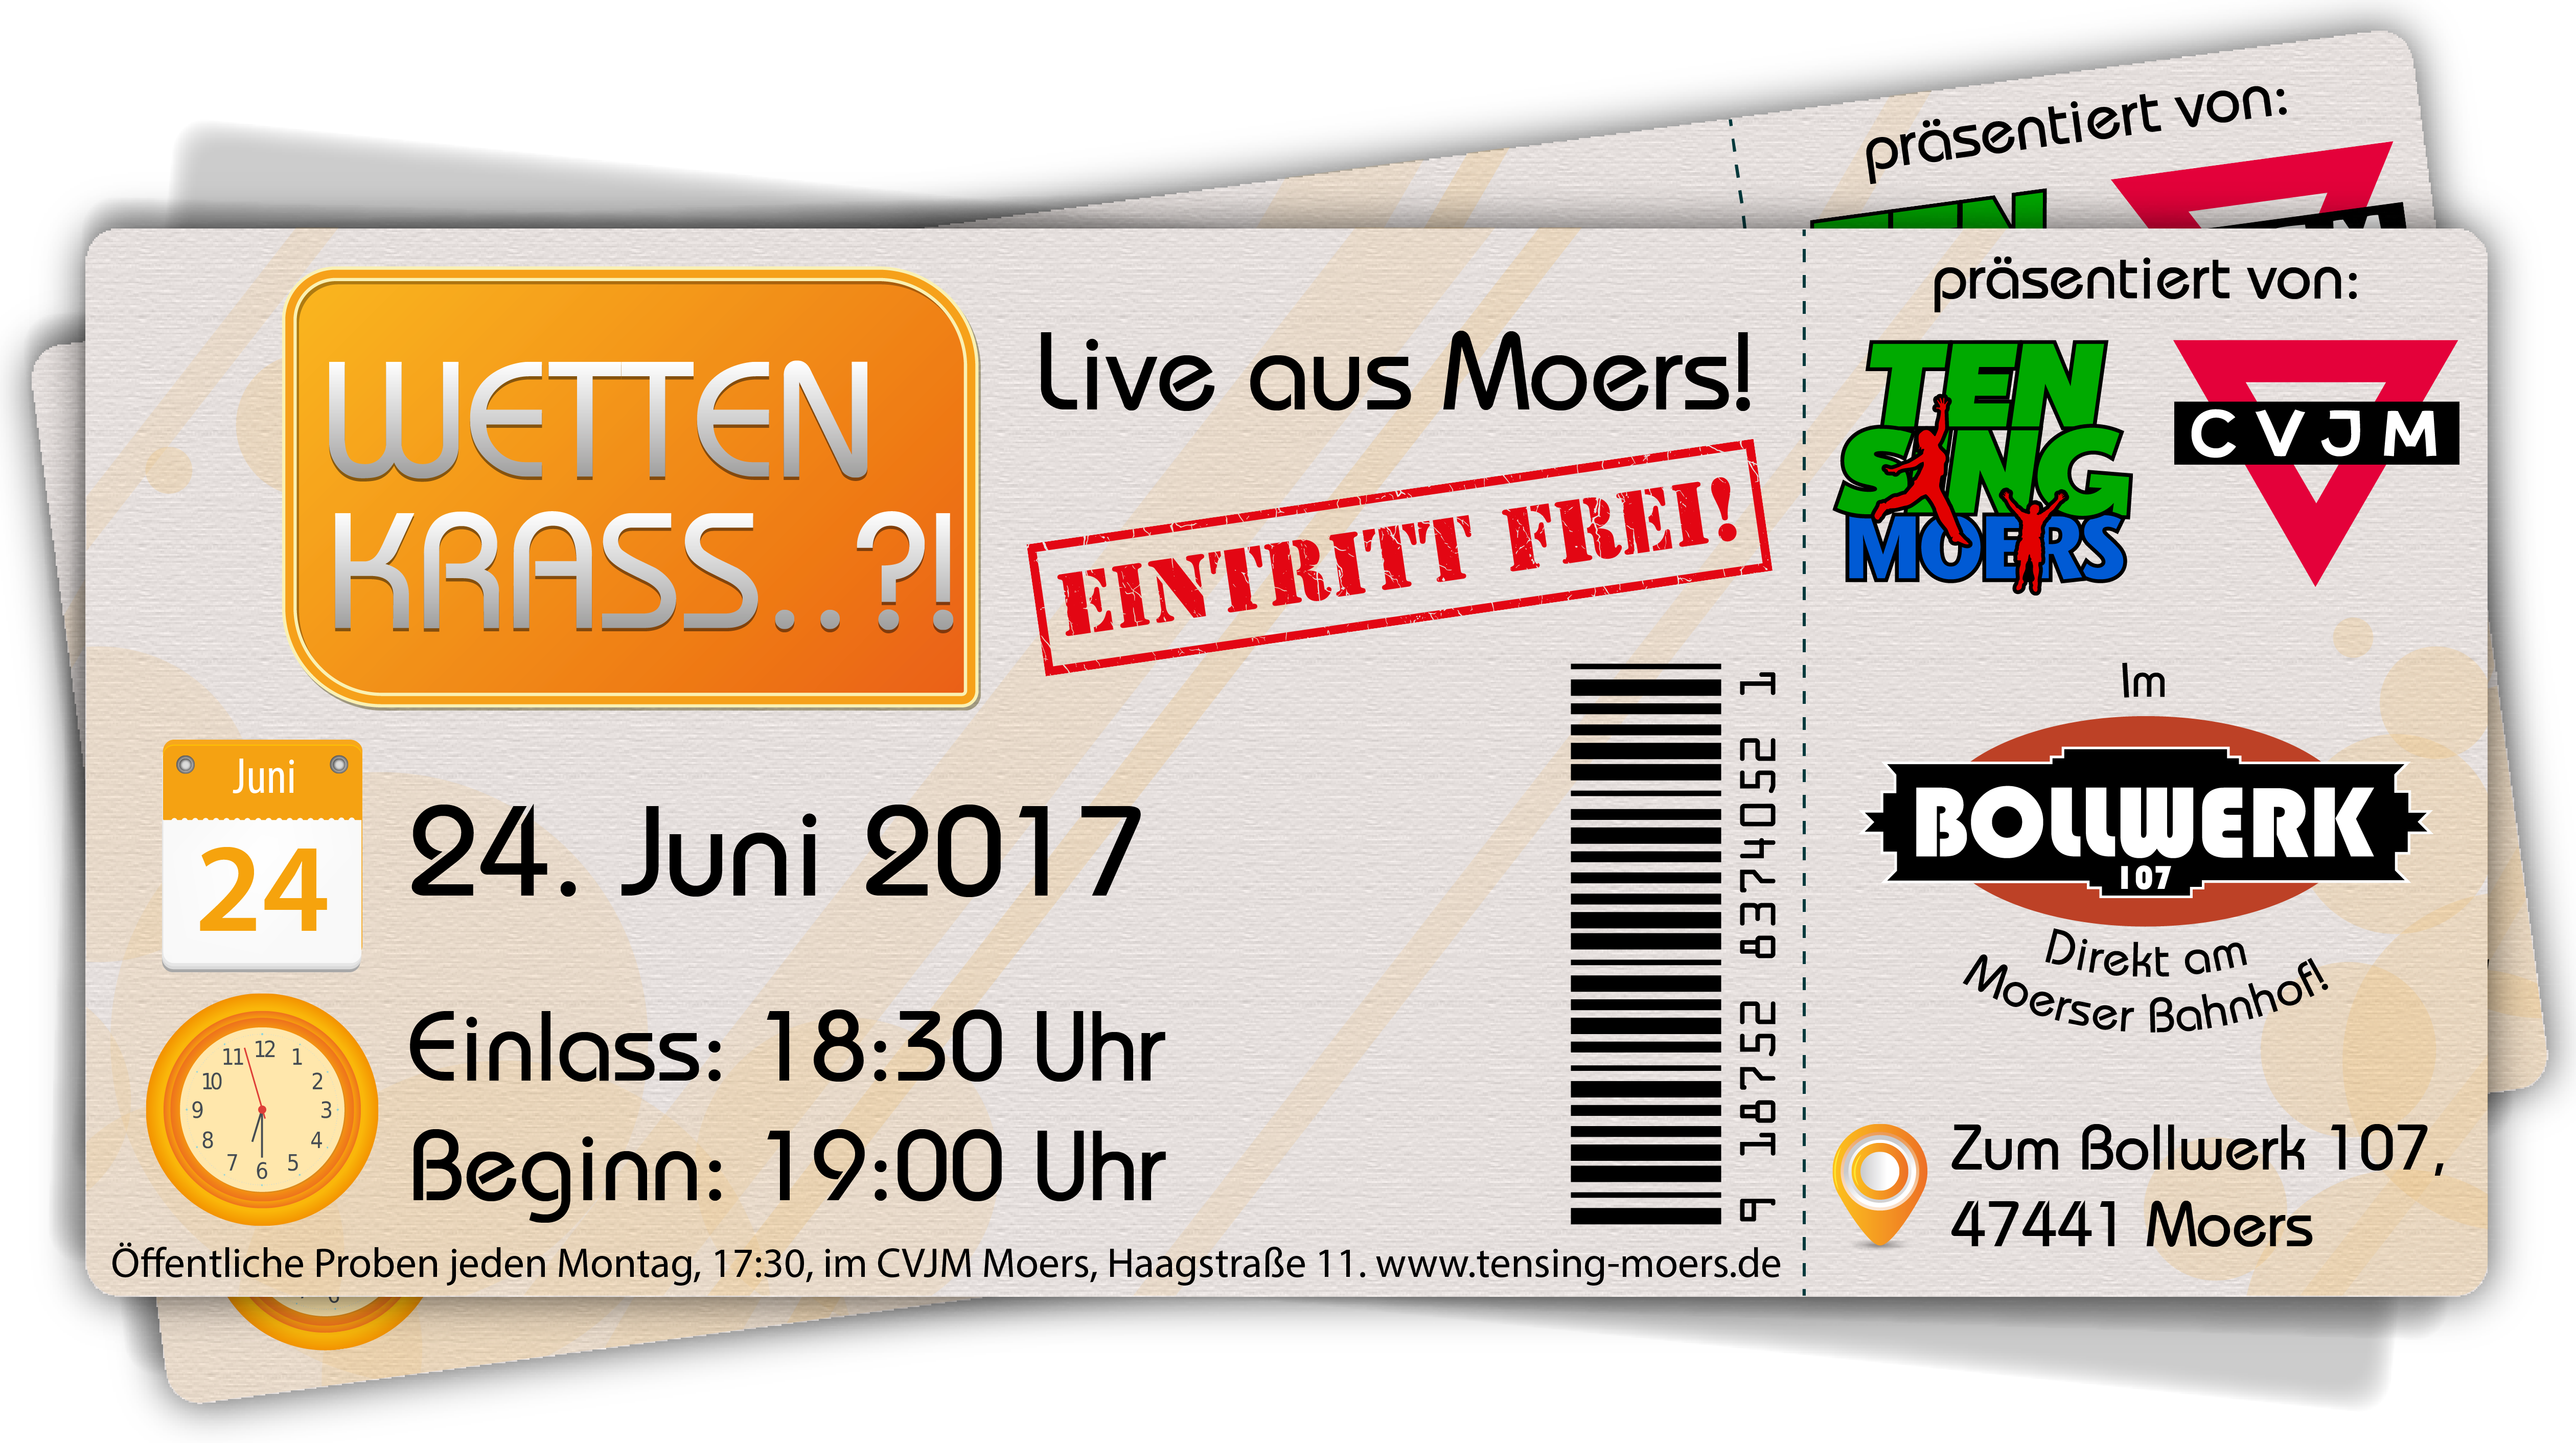 präsentiert von:
TEN
M
WETTEN
KRASS..?!
Live aus Moers!
EINTRITT FREI!
Juni
24
24. Juni 2017
12
1
2
3
4
5
6
7
8
9
10
11
Einlass: 18:30 Uhr
Beginn: 19:00 Uhr
Öffentliche Proben jeden Montag, 17:30, im CVJM Moers, Haagstraße 11. www.tensing-moers.de
9 18752 8374052 1
präsentiert von:
TEN
SING
MOERS
CVJM
Im
BOLLWERK
107
Direkt am
Moerser Bahnhof!
Zum Bollwerk 107,
47441 Moers